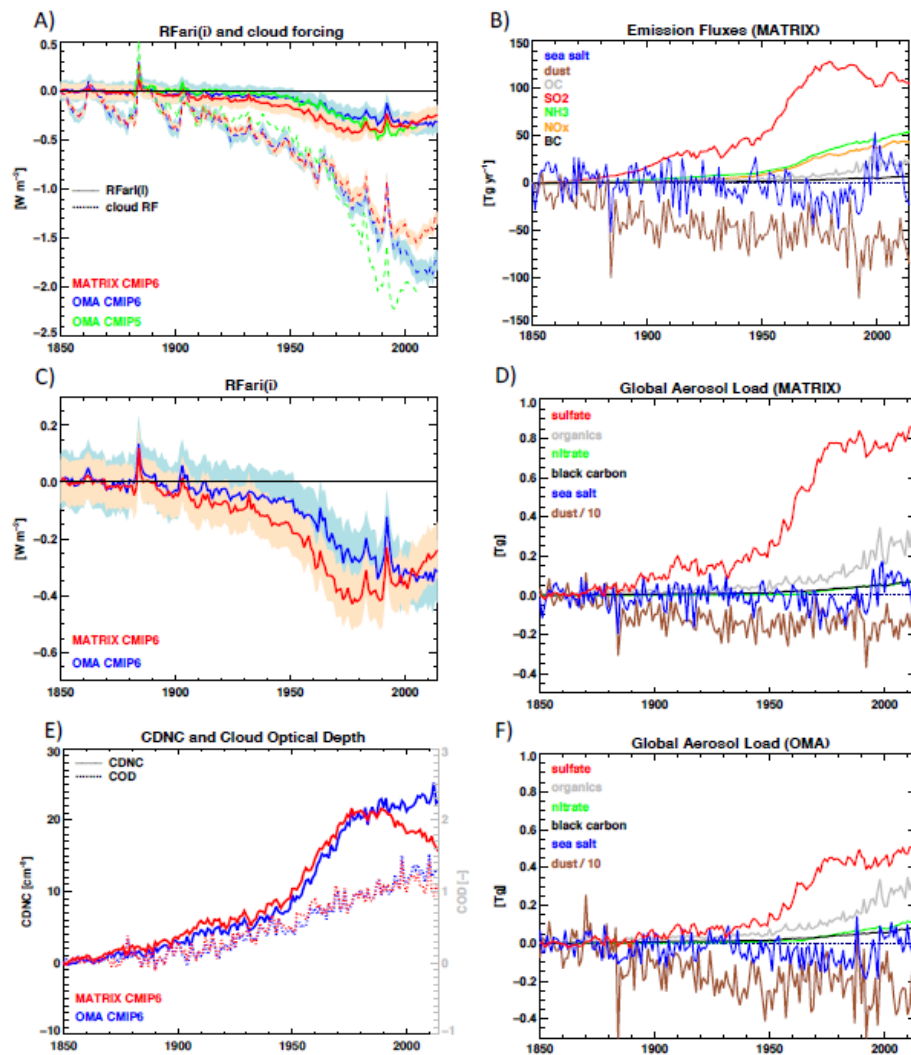 A)
RFari(i) and cloud forcing
0.5
0.0
−0.5
−1.0
−1.5
−2.0
−2.5
[W m⁻²]
RFari(i)
cloud RF
MATRIX CMIP6
OMA CMIP6
OMA CMIP5
1850 1900 1950 2000
B)
Emission Fluxes (MATRIX)
150
100
50
0
−50
−100
−150
[Tg yr⁻¹]
sea salt
dust
OC
SO2
NH3
NOx
BC
1850 1900 1950 2000
C)
RFari(i)
0.2
0.0
−0.2
−0.4
−0.6
[W m⁻²]
MATRIX CMIP6
OMA CMIP6
1850 1900 1950 2000
D)
Global Aerosol Load (MATRIX)
1.0
0.8
0.6
0.4
0.2
0.0
−0.2
−0.4
[Tg]
sulfate
organics
nitrate
black carbon
sea salt
dust / 10
1850 1900 1950 2000
E)
CDNC and Cloud Optical Depth
30
20
10
0
−10
CDNC [cm⁻³]
CDNC
COD
3
2
1
0
−1
COD [-]
MATRIX CMIP6
OMA CMIP6
1850 1900 1950 2000
F)
Global Aerosol Load (OMA)
1.0
0.8
0.6
0.4
0.2
0.0
−0.2
−0.4
[Tg]
sulfate
organics
nitrate
black carbon
sea salt
dust / 10
1850 1900 1950 2000